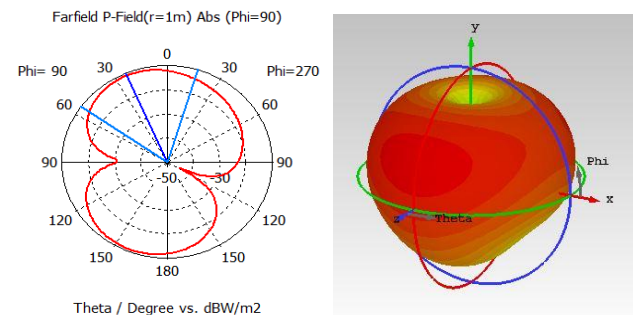 Farfield P-Field(r=1m) Abs (Phi=90)
Phi= 90 30 0 30 Phi=270
60 60
90 -50 -30 90
120 120
150 180 150
Theta / Degree vs. dBW/m2
y
Phi
x
z Theta